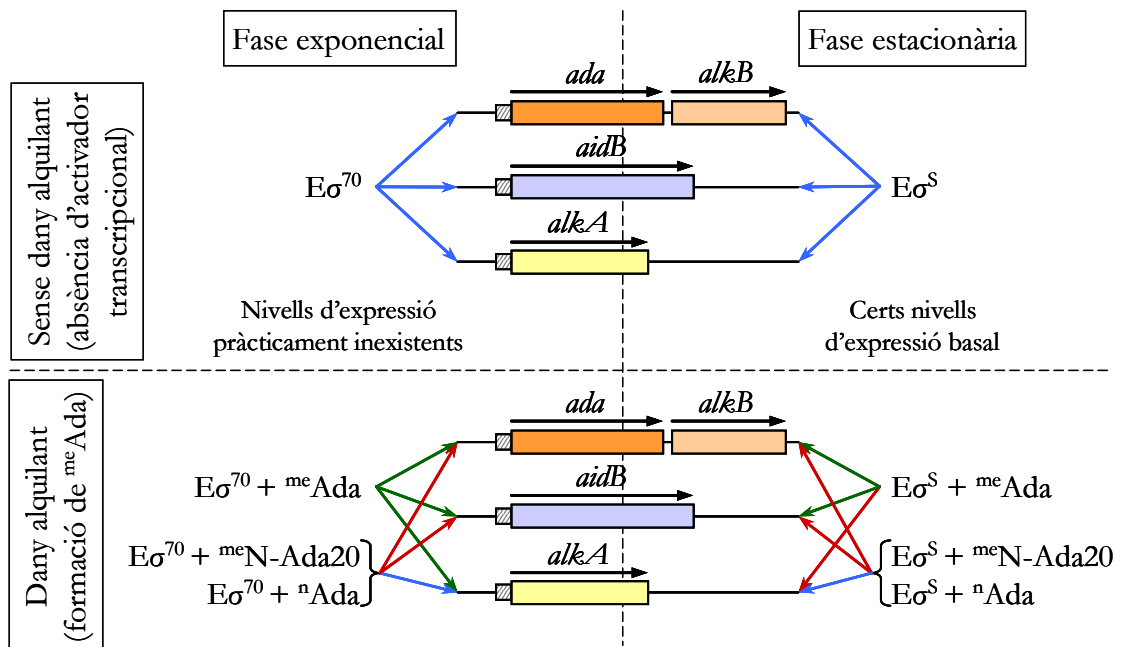 Fase exponencial
Fase estacionària
Sense dany alquilant
(absència d'activador
transcripcional)
ada
alkB
aidB
alkA
Eσ⁷⁰
Eσˢ
Nivells d'expressió
pràcticament inexistents
Certs nivells
d'expressió basal
Dany alquilant
(formació de ᵐᵉAda)
ada
alkB
aidB
alkA
Eσ⁷⁰ + ᵐᵉAda
Eσ⁷⁰ + ᵐᵉN-Ada20
Eσ⁷⁰ + ⁿAda
Eσˢ + ᵐᵉAda
Eσˢ + ᵐᵉN-Ada20
Eσˢ + ⁿAda